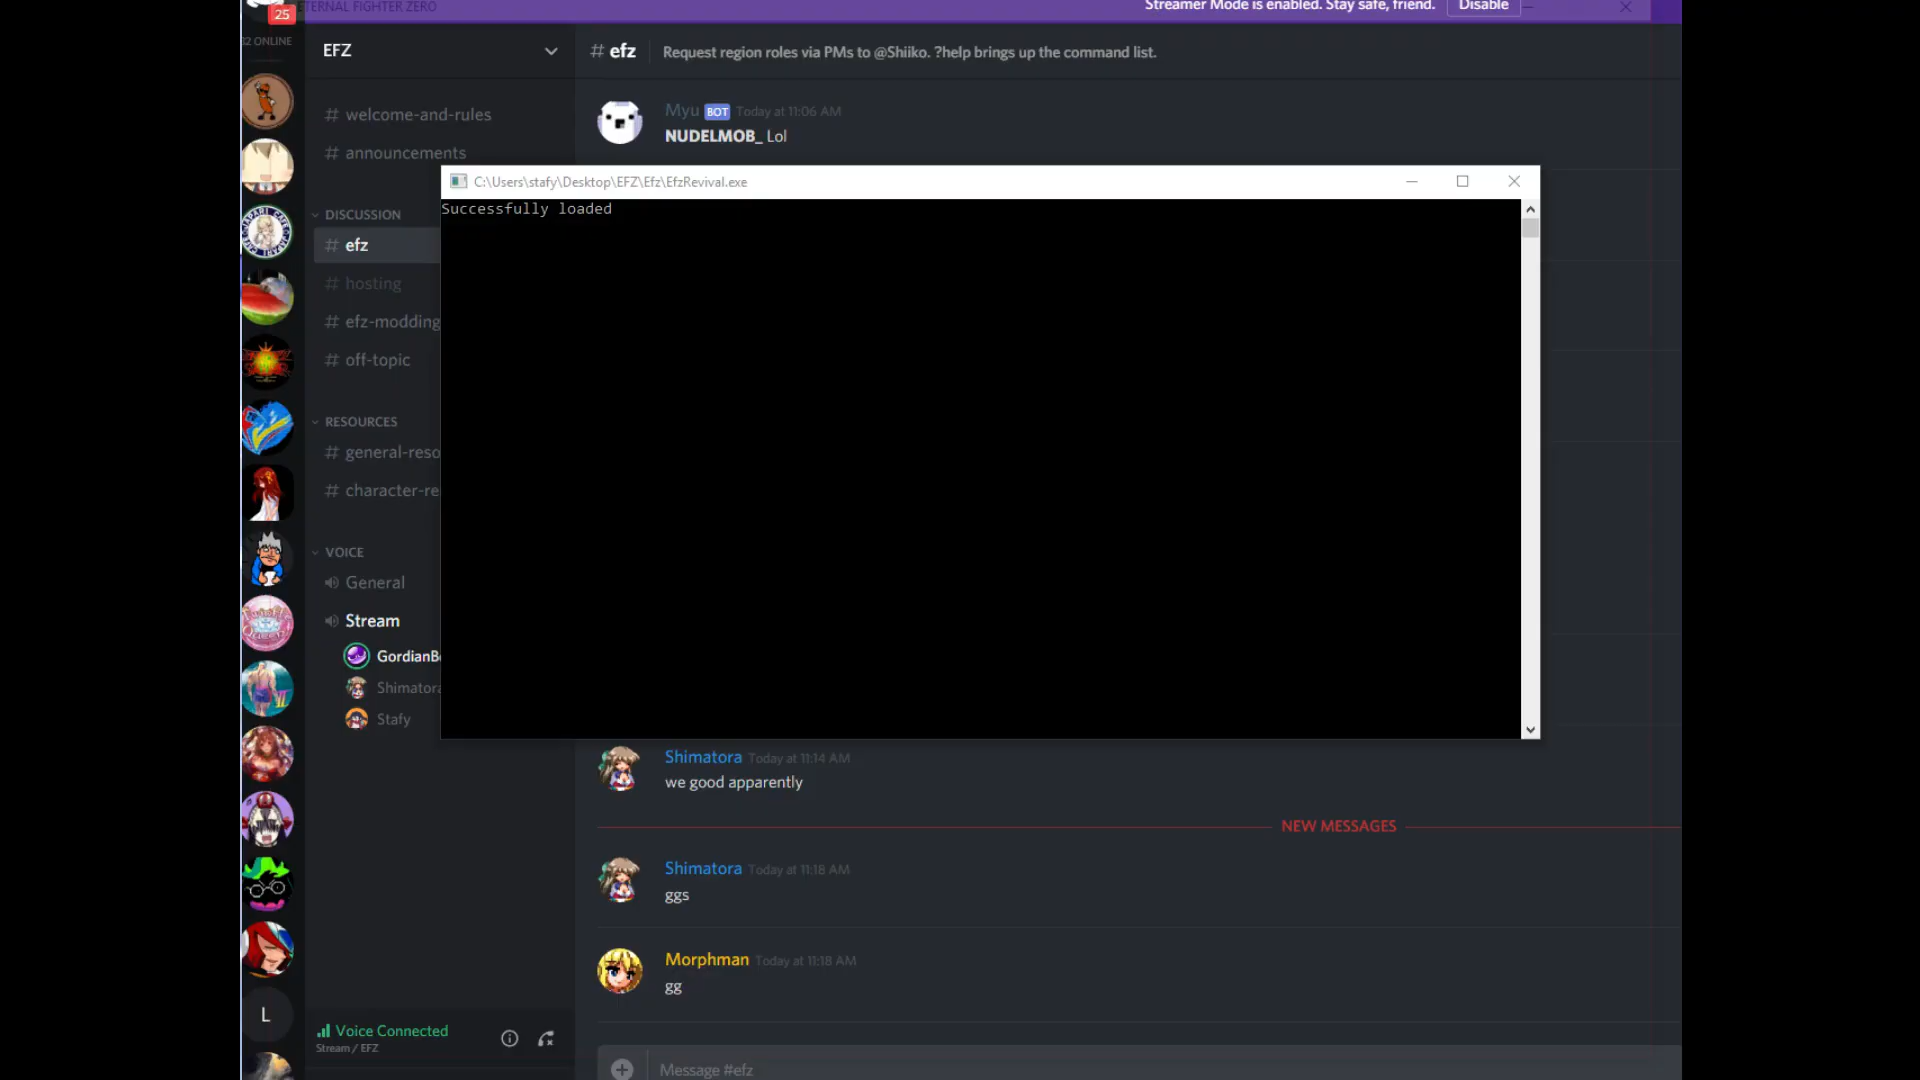 ETERNAL FIGHTER ZERO
Streamer Mode is enabled. Stay safe, friend.
Disable
25
32 ONLINE
EFZ
# efz
Request region roles via PMs to @Shiiko. ?help brings up the command list.
# welcome-and-rules
# announcements
DISCUSSION
# efz
# hosting
# efz-modding
# off-topic
RESOURCES
# general-reso
# character-re
VOICE
General
Stream
GordianB
Shimatora
Stafy
L
Voice Connected
Stream / EFZ
Myu BOT Today at 11:06 AM
NUDELMOB_ Lol
C:\Users\stafy\Desktop\EFZ\Efz\EfzRevival.exe
Successfully loaded
Shimatora Today at 11:14 AM
we good apparently
NEW MESSAGES
Shimatora Today at 11:18 AM
ggs
Morphman Today at 11:18 AM
gg
Message #efz